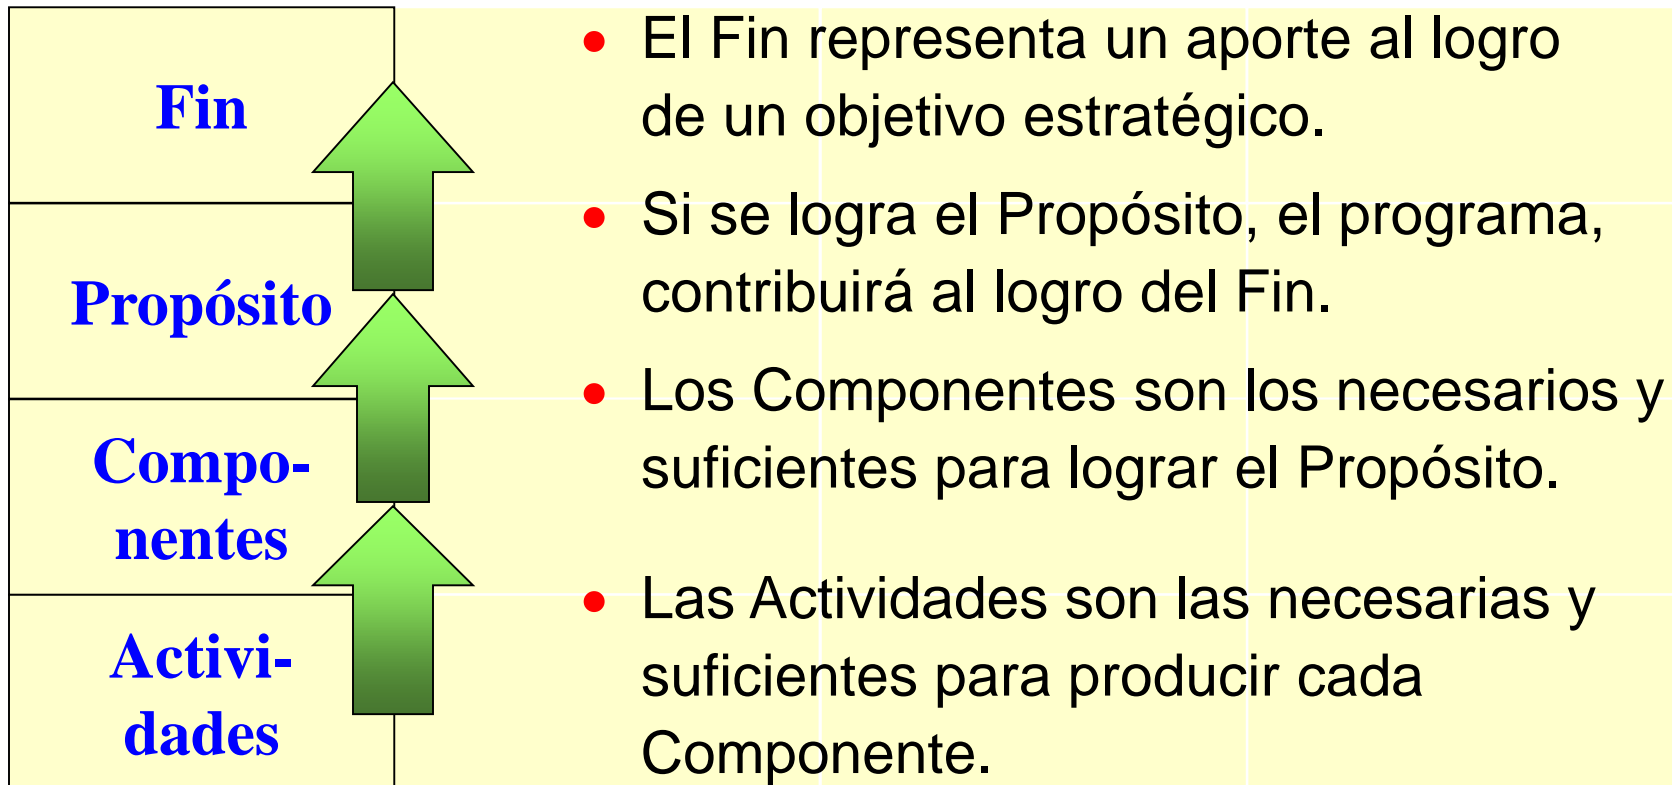 Fin
Propósito
Compo-
nentes
Activi-
dades
El Fin representa un aporte al logro
de un objetivo estratégico.
Si se logra el Propósito, el programa,
contribuirá al logro del Fin.
Los Componentes son los necesarios y
suficientes para lograr el Propósito.
Las Actividades son las necesarias y
suficientes para producir cada
Componente.